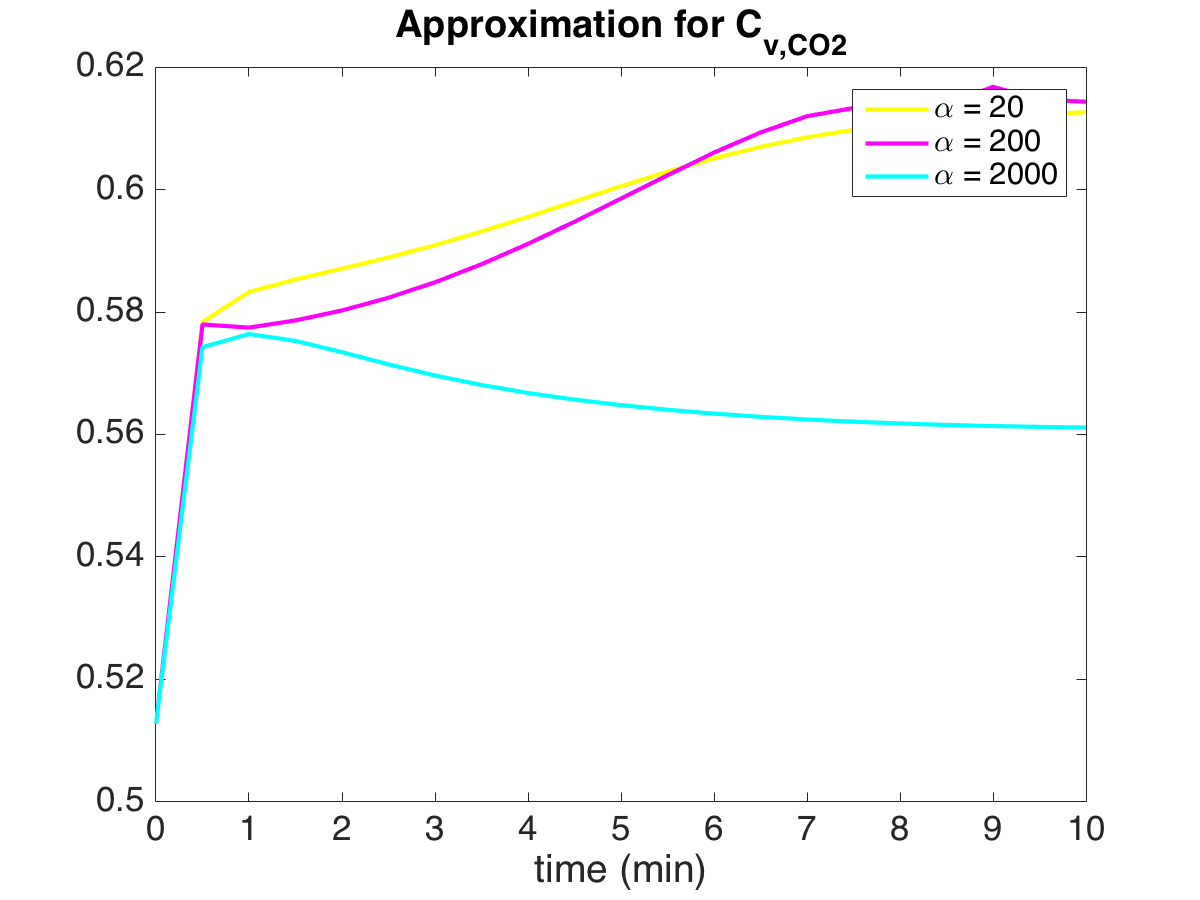 Approximation for C_v,CO2
0.62
0.6
0.58
0.56
0.54
0.52
0.5
α = 20
α = 200
α = 2000
0 1 2 3 4 5 6 7 8 9 10
time (min)